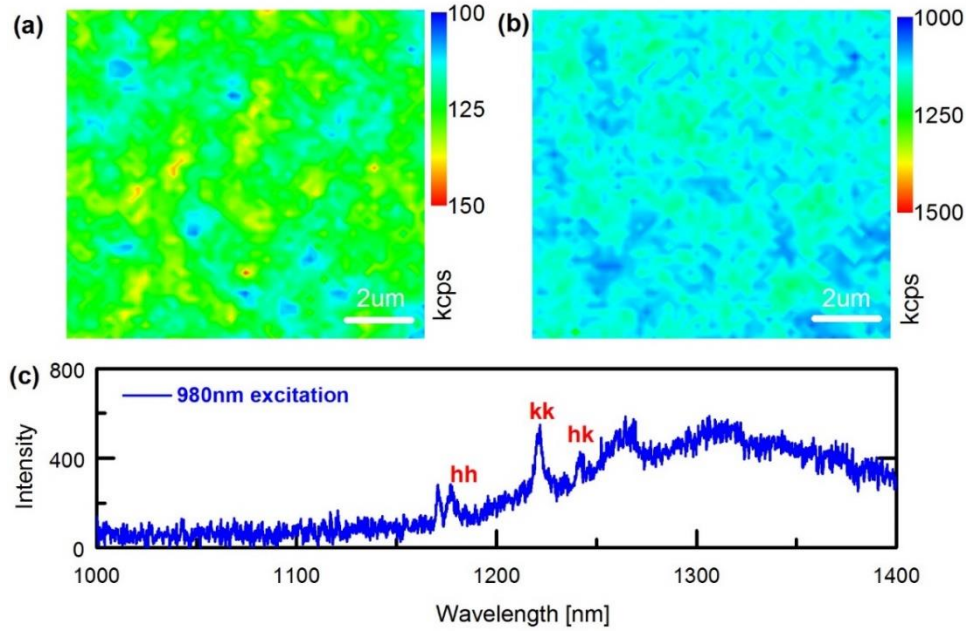 (a)
100
125
150
kcps
2um
(b)
1000
1250
1500
kcps
2um
(c)
800
400
0
Intensity
980nm excitation
hh
kk
hk
1000
1100
1200
1300
1400
Wavelength [nm]